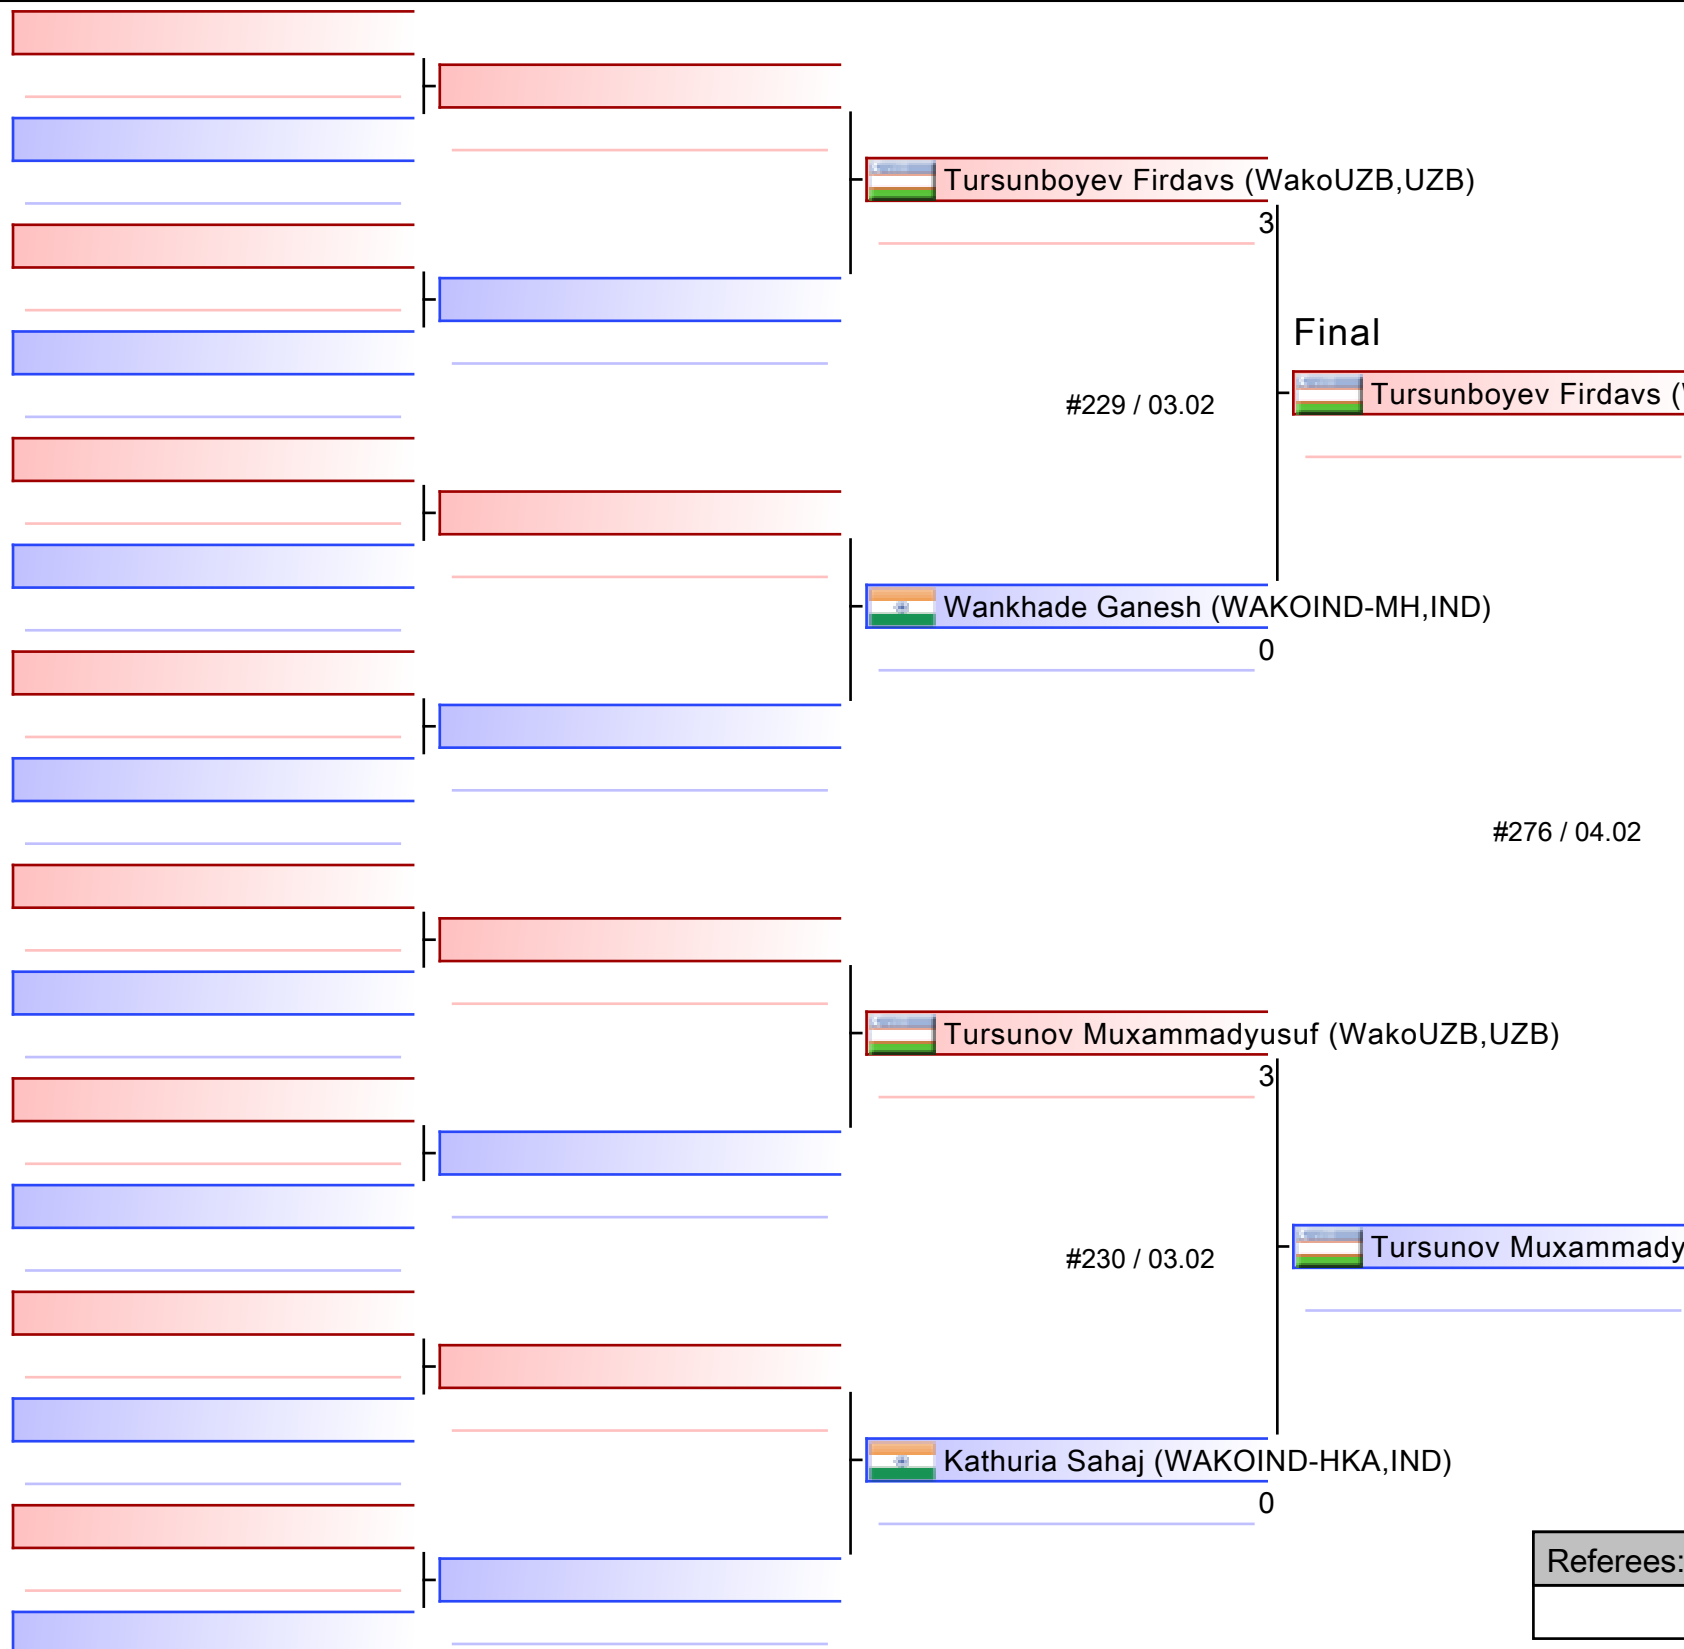 Tursunboyev Firdavs (WakoUZB,UZB)
3
Final
#229 / 03.02
Tursunboyev Firdavs (
Wankhade Ganesh (WAKOIND-MH,IND)
0
#276 / 04.02
Tursunov Muxammadyusuf (WakoUZB,UZB)
3
#230 / 03.02
Tursunov Muxammady
Kathuria Sahaj (WAKOIND-HKA,IND)
0
Referees: